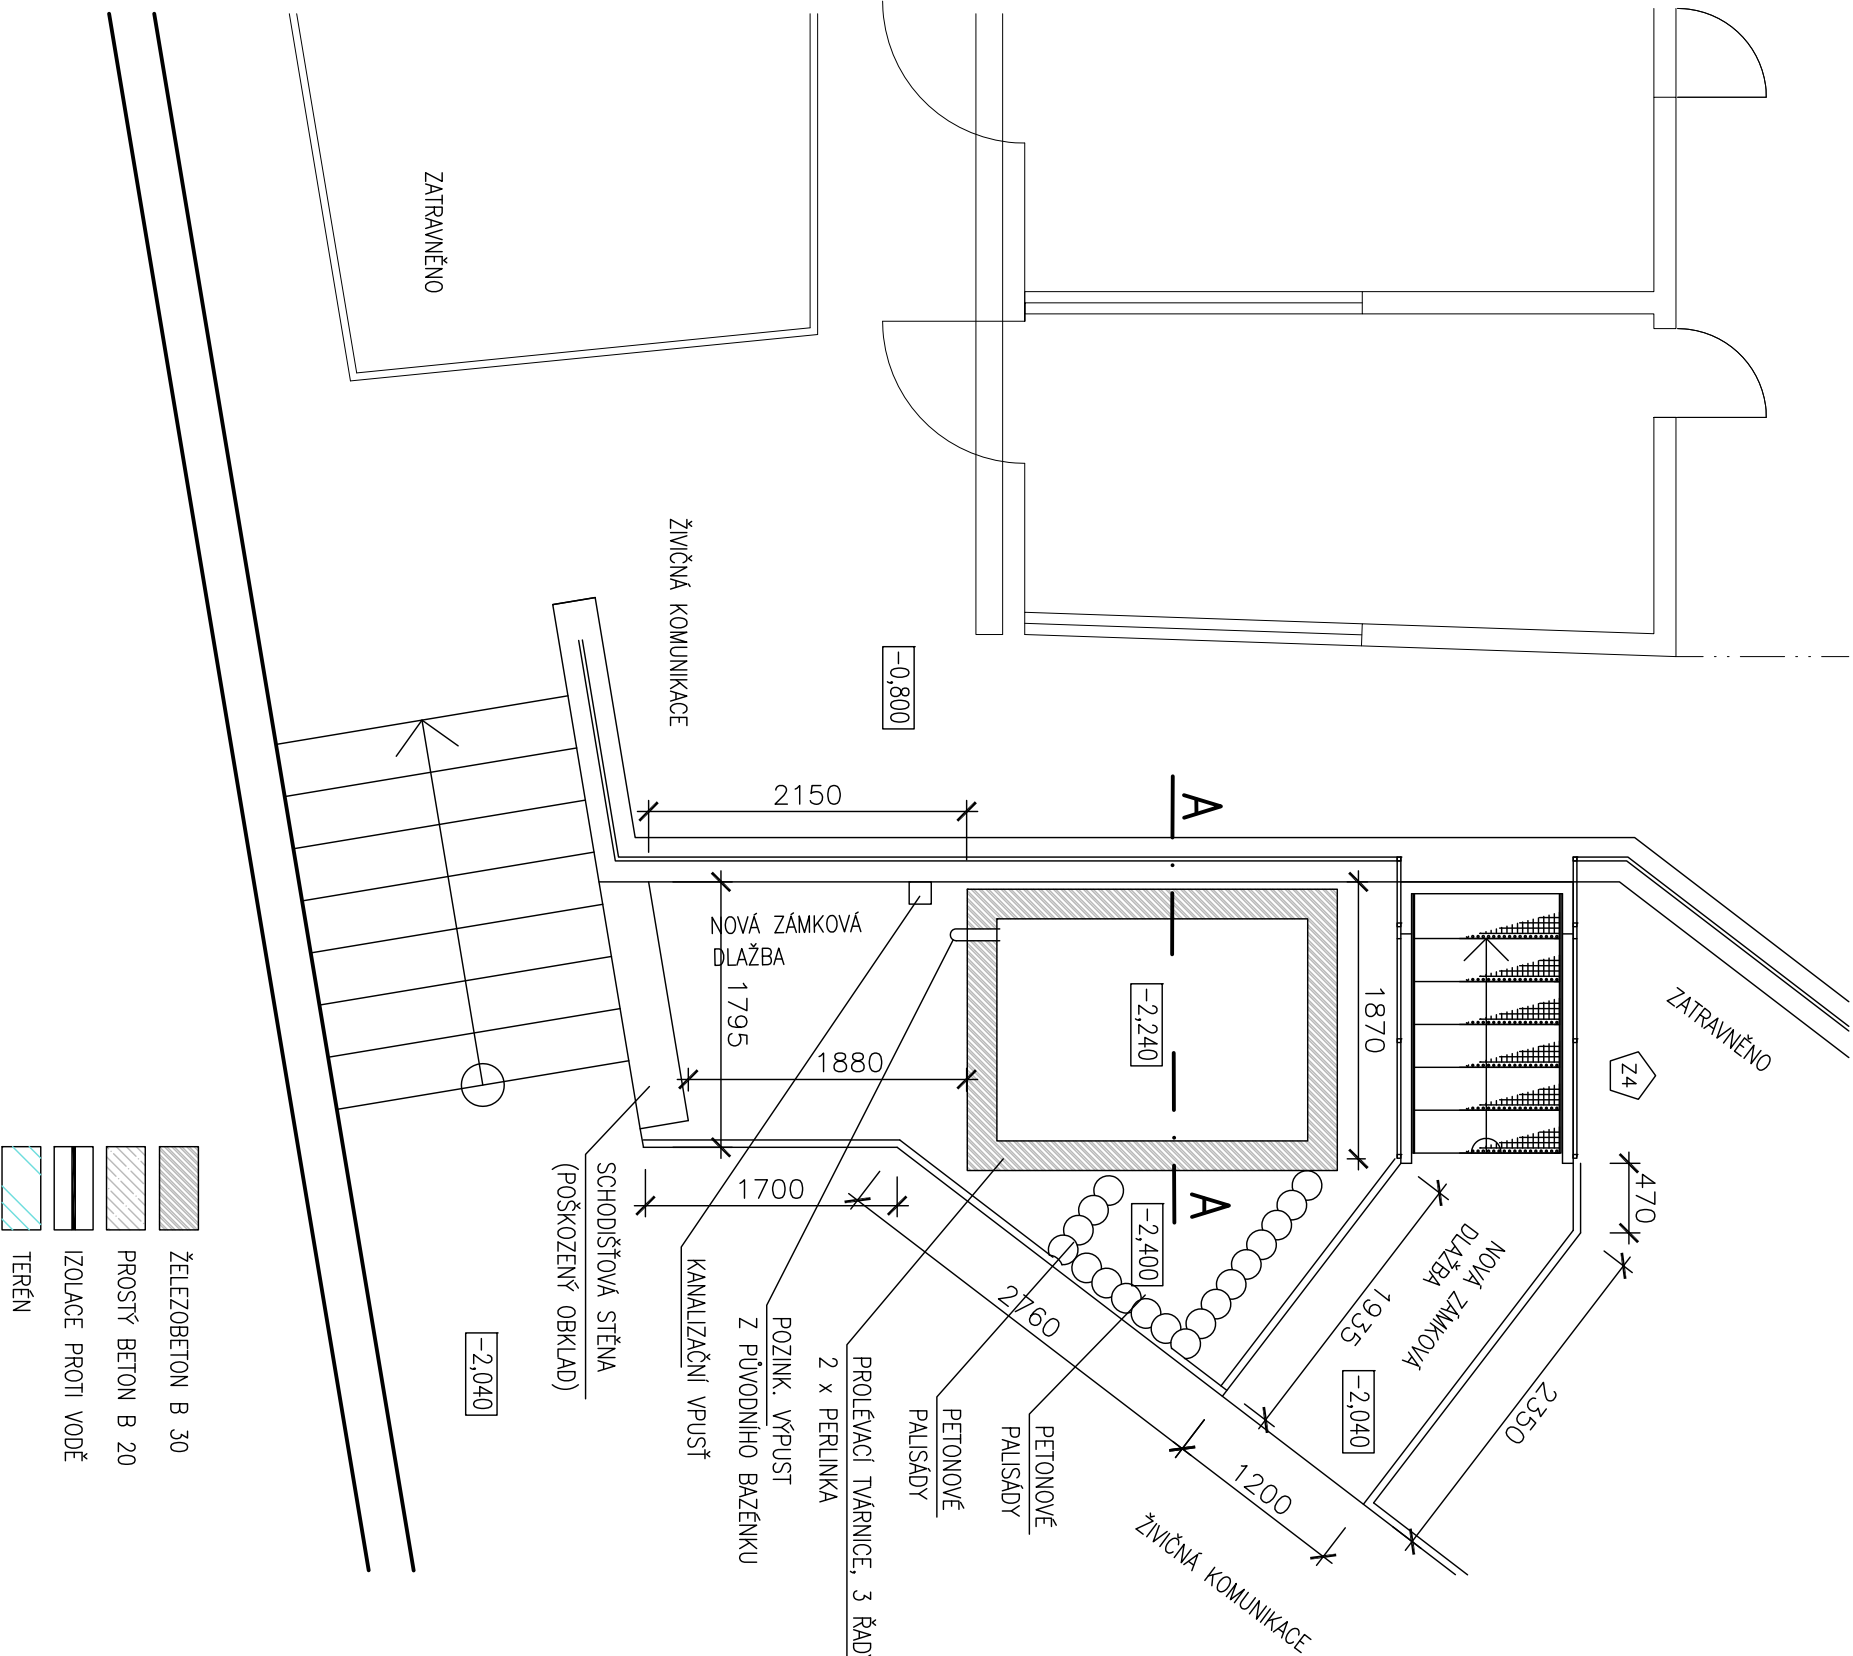 ZATRAVNĚNO
ŽIVIČNÁ KOMUNIKACE
-0,800
2150
A
NOVÁ ZÁMKOVÁ
DLAŽBA
1795
1880
-2,240
1870
ZATRAVNĚNO
Z4
470
NOVÁ ZÁMKOVÁ
DLAŽBA
1935
2350
-2,040
A
-2,400
1700
2760
1200
ŽIVIČNÁ KOMUNIKACE
SCHODIŠŤOVÁ STĚNA
(POŠKOZENÝ OBKLAD)
KANALIZAČNÍ VPUSŤ
POZINK. VÝPUST
Z PŮVODNÍHO BAZÉNKU
PROLÉVACÍ TVÁRNICE, 3 ŘADY
2 x PERLINKA
PETONOVÉ
PALISÁDY
PETONOVÉ
PALISÁDY
-2,040
ŽELEZOBETON B 30
PROSTÝ BETON B 20
IZOLACE PROTI VODĚ
TERÉN